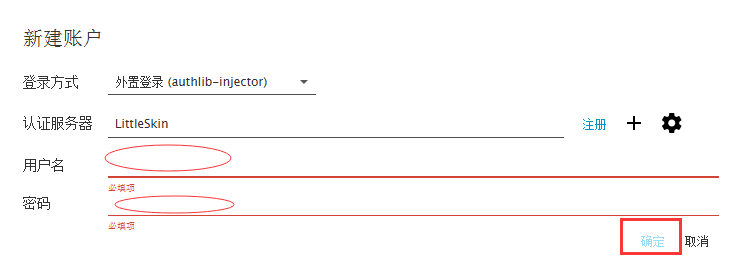 新建账户
登录方式 外置登录 (authlib-injector)
认证服务器 LittleSkin 注册
用户名
必填项
密码
必填项
确定 取消